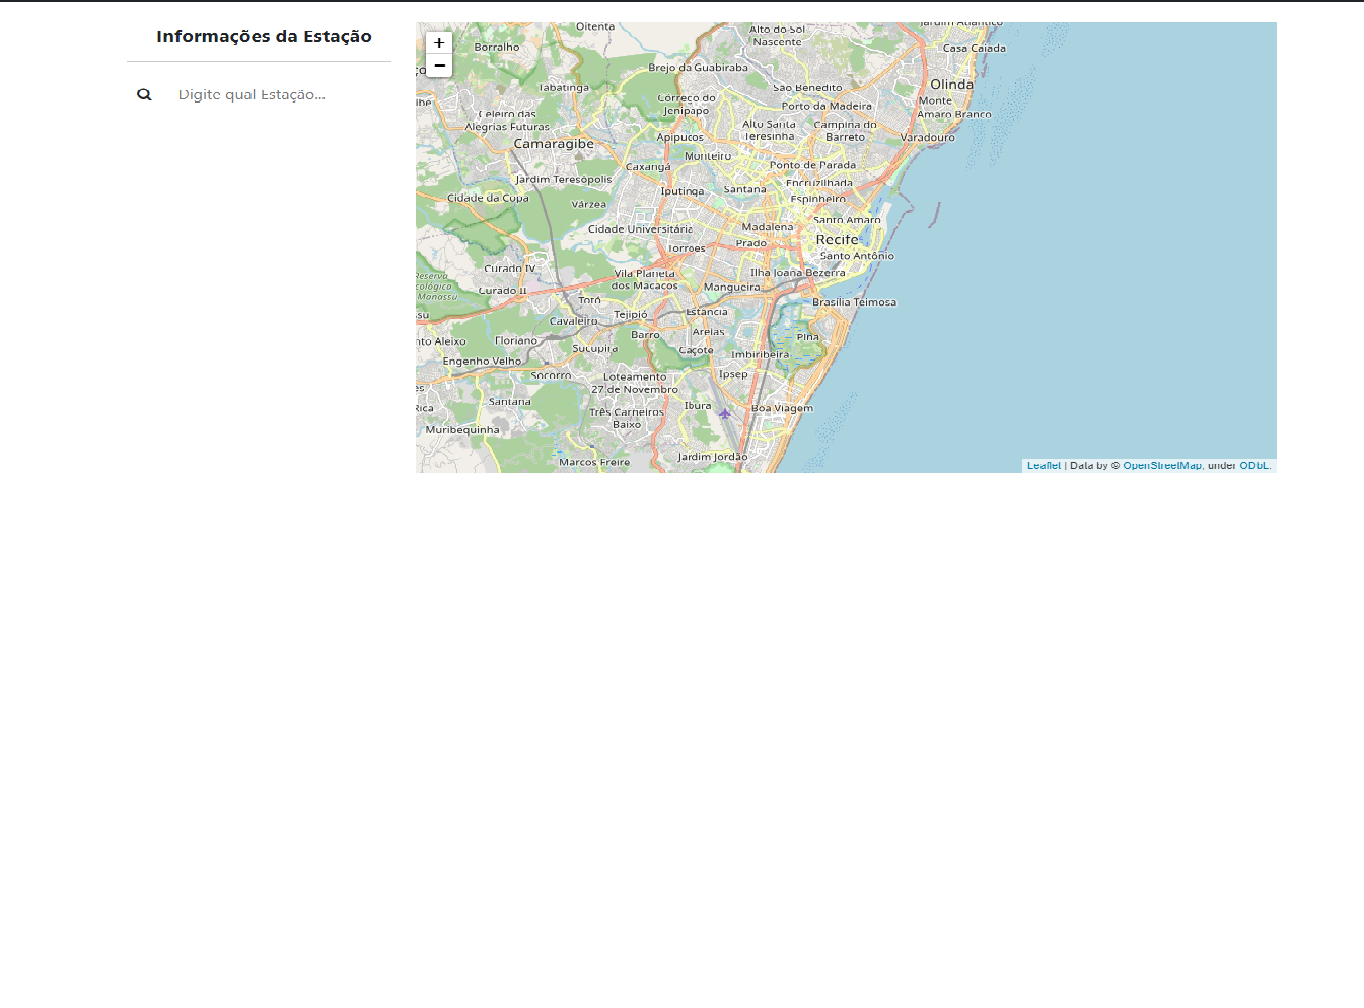 Informações da Estação
Digite qual Estação...
+
−
Oitenta
Borralho
Alto do Sol
Nascente
Jardim Atlântico
Casa Caiada
Brejo da Guabiraba
Tabatinga
São Benedito
Olinda
Córrego do
Jenipapo
Porto da Madeira
Monte
Amaro Branco
Celeiro das
Alegrias Futuras
Alto Santa
Teresinha
Campina do
Barreto
Varadouro
Camaragibe
Apipucos
Monteiro
Caxangá
Ponto de Parada
Jardim Teresópolis
Iputinga
Santana
Encruzilhada
Cidade da Copa
Várzea
Espinheiro
Cidade Universitária
Madalena
Santo Amaro
Torrões
Prado
Recife
Santo Antônio
Curado IV
Vila Planeta
dos Macacos
Ilha Joana Bezerra
Reserva
cológica
Manassu
Curado II
Mangueira
Totó
Brasília Teimosa
ssu
Cavaleiro
Tejipió
Estância
nto Aleixo
Floriano
Barro
Areias
Pina
Sucupira
Caçote
Imbiribeira
Engenho Velho
Socorro
Loteamento
27 de Novembro
Ipsep
es
Rica
Santana
Três Carneiros
Baixo
Ibura
Boa Viagem
Muribequinha
Marcos Freire
Jardim Jordão
Leaflet | Data by © OpenStreetMap, under ODbL.